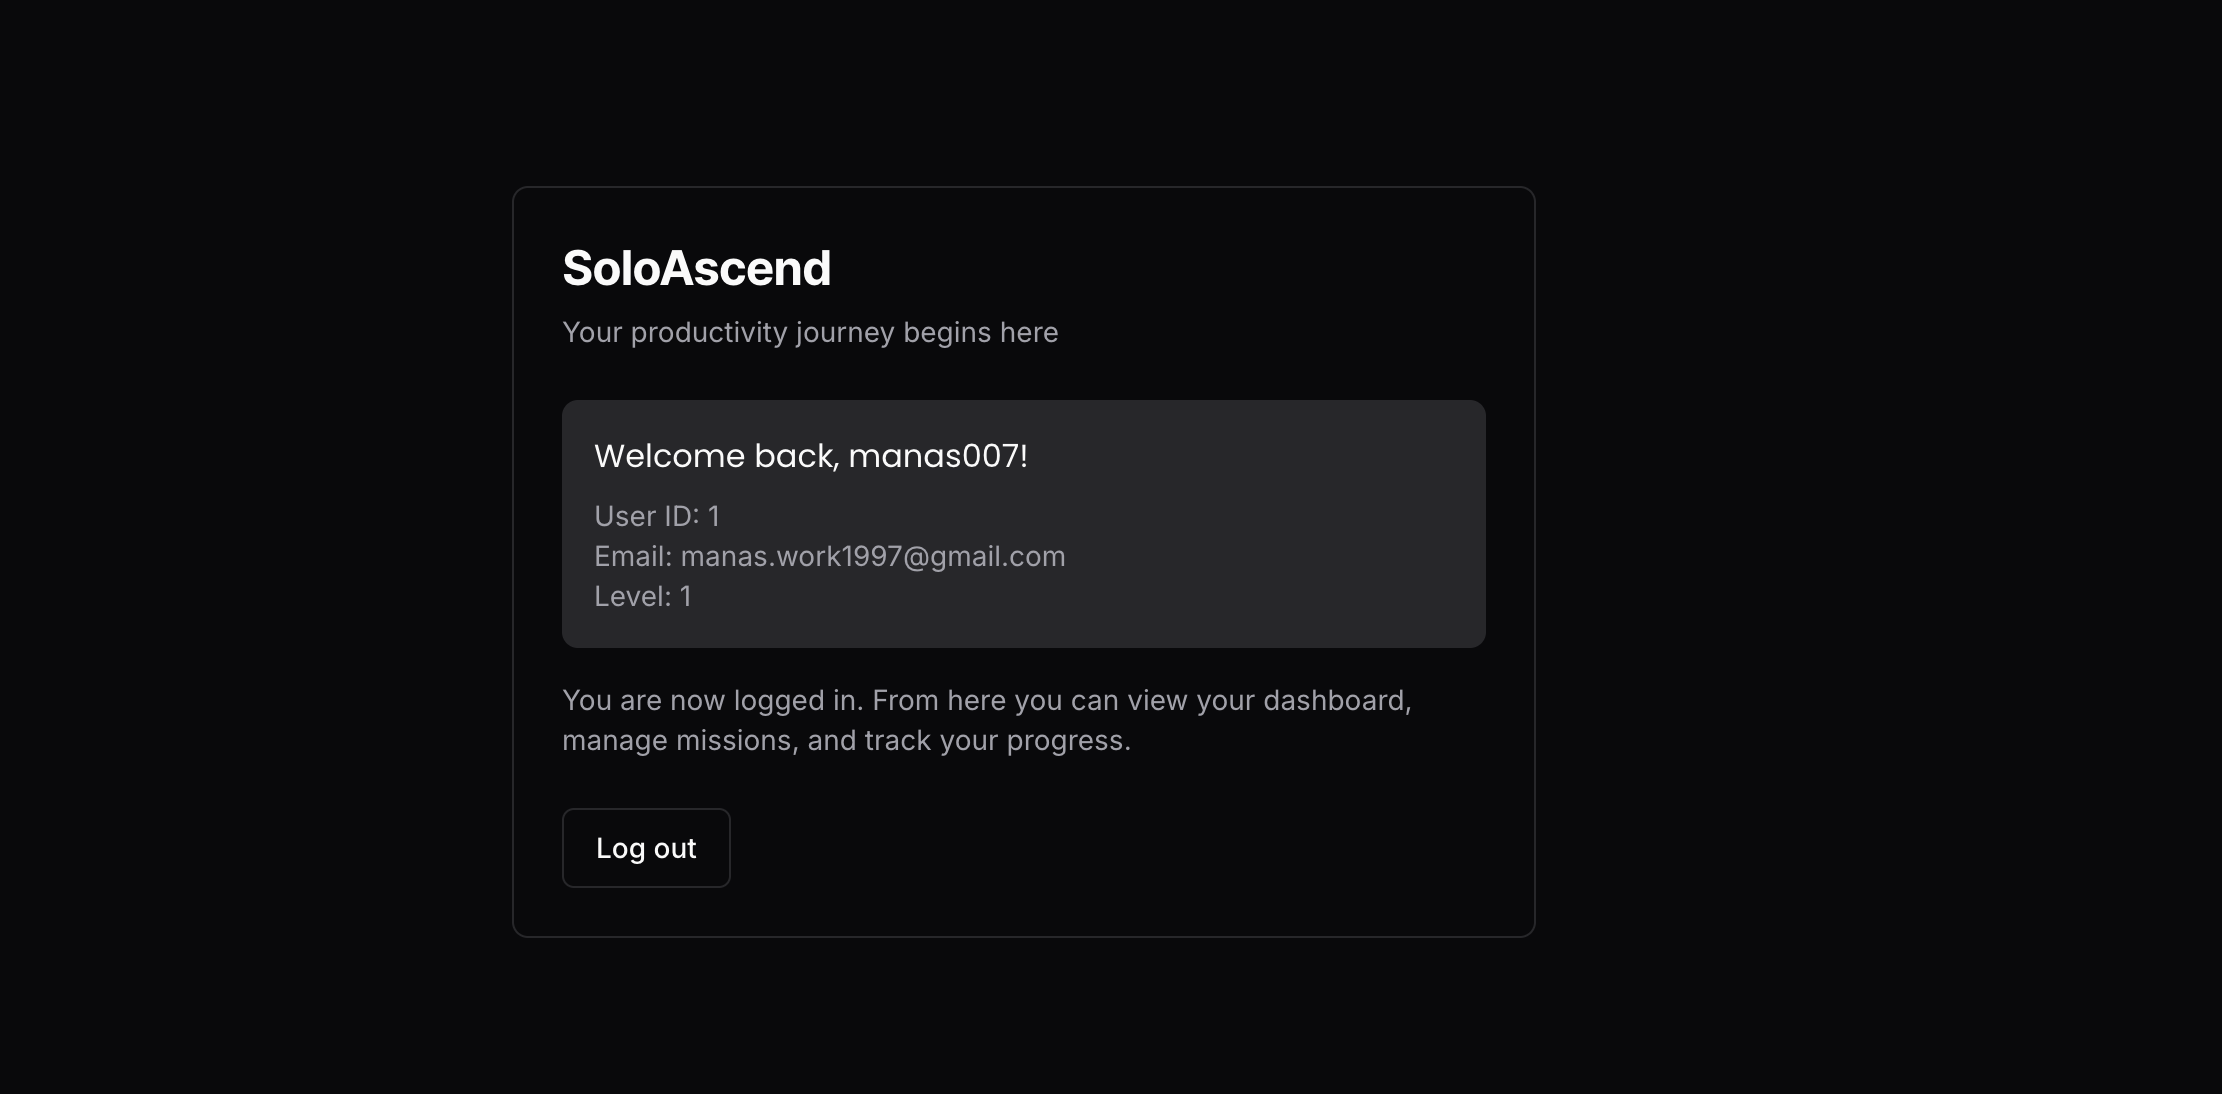 SoloAscend
Your productivity journey begins here
Welcome back, manas007!
User ID: 1
Email: manas.work1997@gmail.com
Level: 1
You are now logged in. From here you can view your dashboard,
manage missions, and track your progress.
Log out